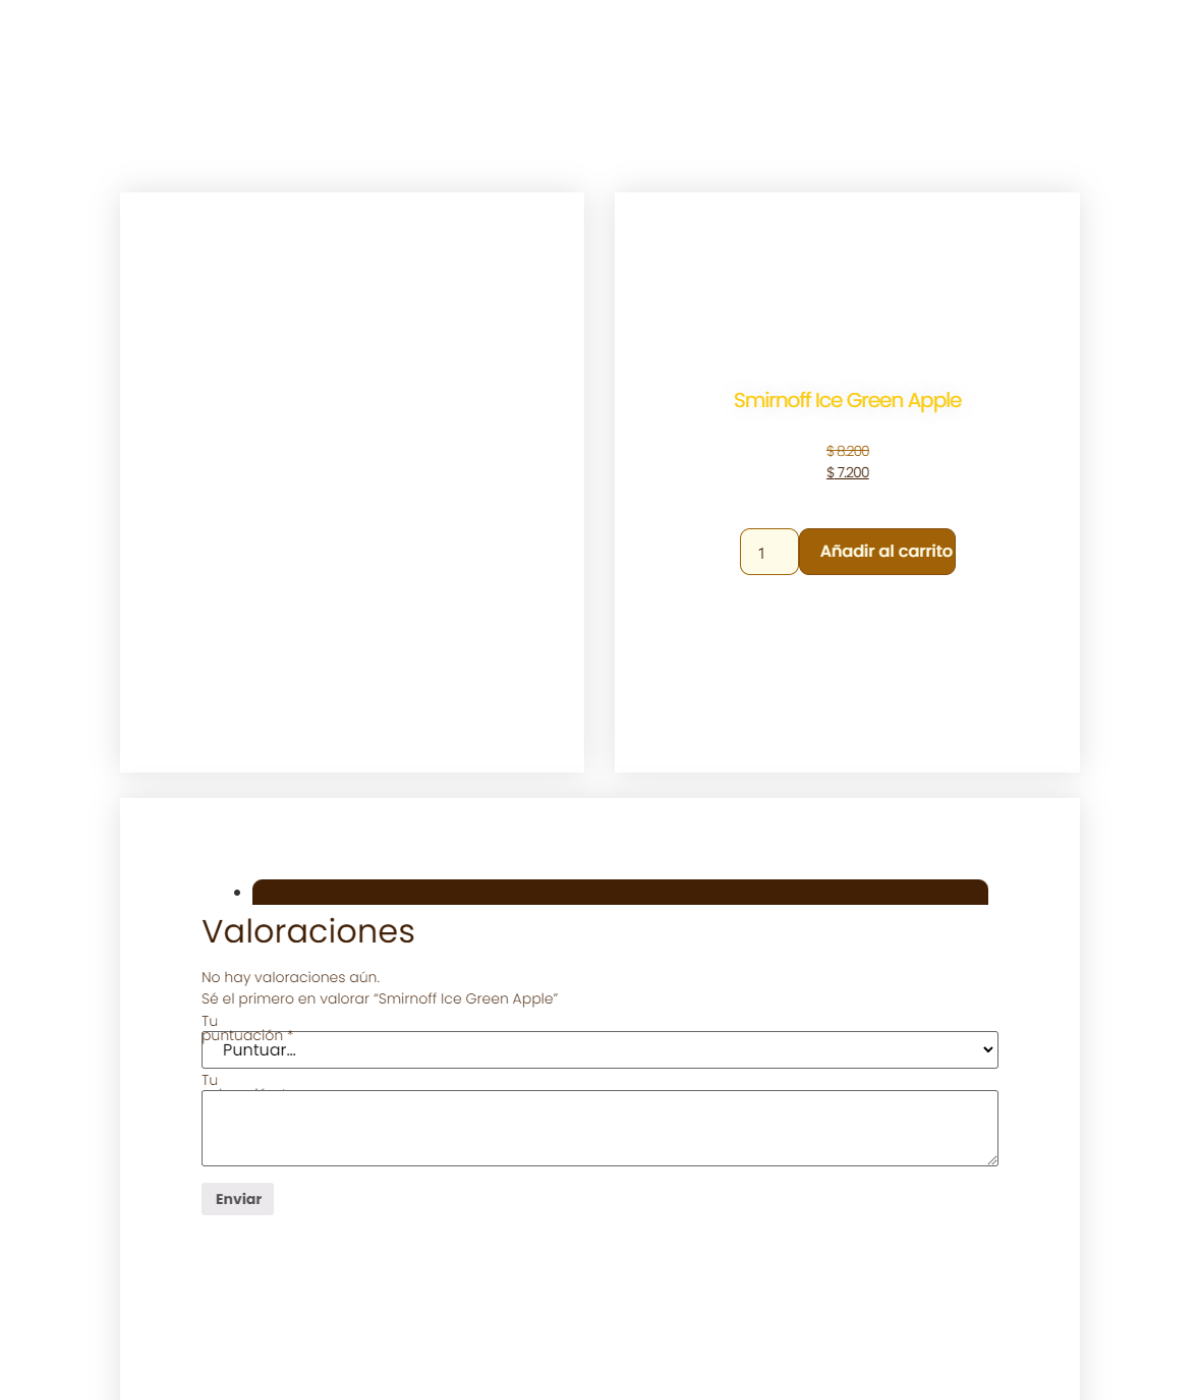 Smirnoff Ice Green Apple
$ 8.200
$ 7.200
1
Añadir al carrito
Valoraciones
No hay valoraciones aún.
Sé el primero en valorar “Smirnoff Ice Green Apple”
Tu
puntuación *
Puntuar...
Tu
Enviar